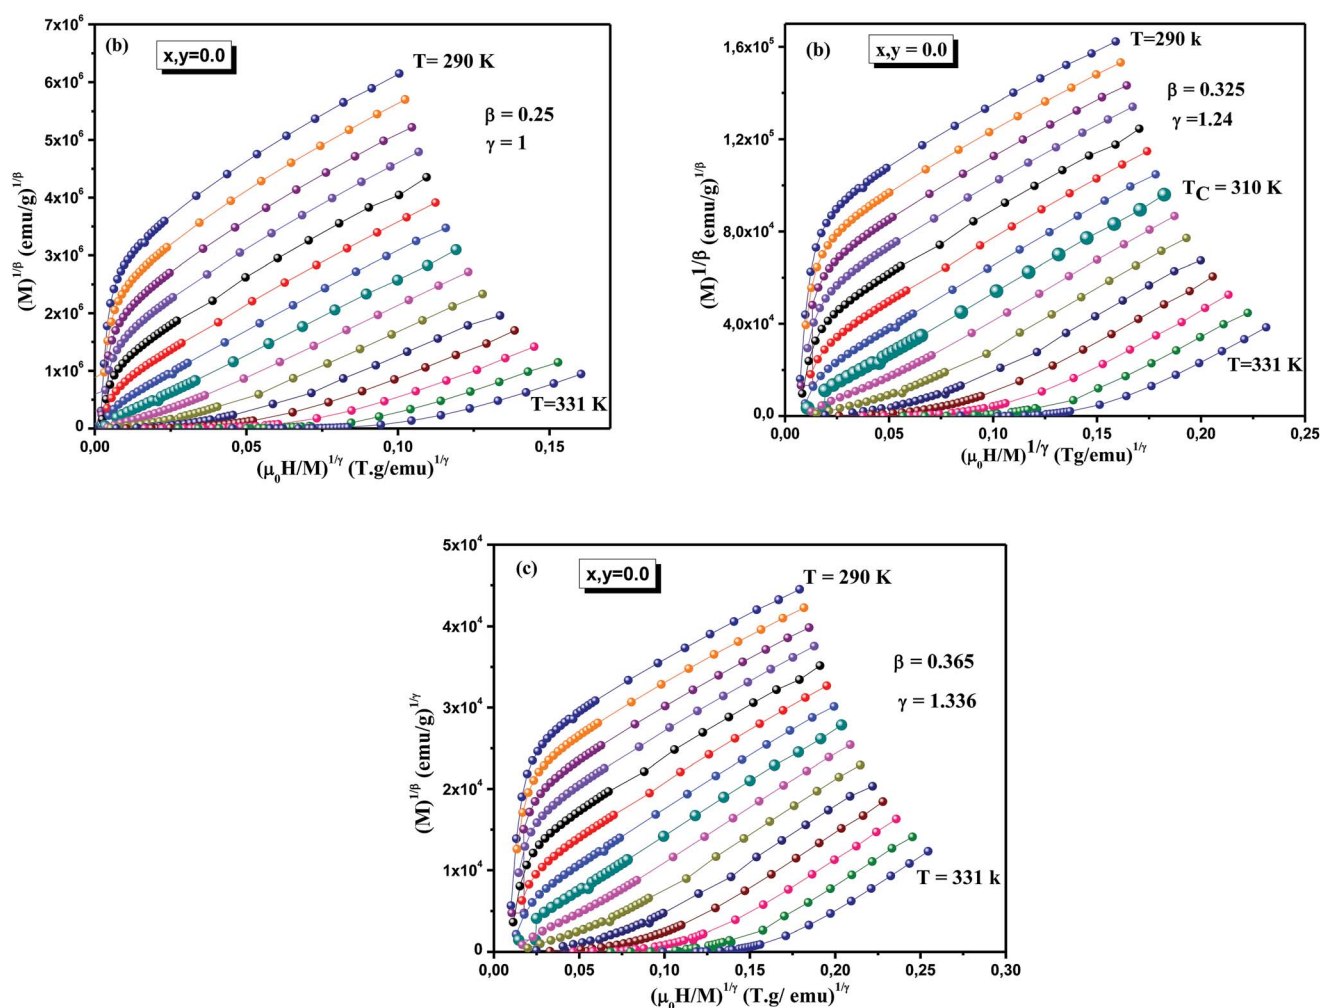 (b)
x,y=0.0
T= 290 K
β = 0.25
γ = 1
T=331 K
7x10⁶
6x10⁶
5x10⁶
4x10⁶
3x10⁶
2x10⁶
1x10⁶
0
(M)^1/β (emu/g)^1/β
0,00 0,05 0,10 0,15
(μ₀H/M)^1/γ (T.g/emu)^1/γ
(b)
x,y = 0.0
T=290 k
β = 0.325
γ =1.24
T_C = 310 K
T=331 K
1,6x10⁵
1,2x10⁵
8,0x10⁴
4,0x10⁴
0,0
(M)^1/β (emu/g)^1/β
0,00 0,05 0,10 0,15 0,20 0,25
(μ₀H/M)^1/γ (Tg/emu)^1/γ
(c)
x,y=0.0
T = 290 K
β = 0.365
γ = 1.336
T = 331 k
5x10⁴
4x10⁴
3x10⁴
2x10⁴
1x10⁴
0
(M)^1/β (emu/g)^1/γ
0,00 0,05 0,10 0,15 0,20 0,25 0,30
(μ₀H/M)^1/γ (T.g/ emu)^1/γ